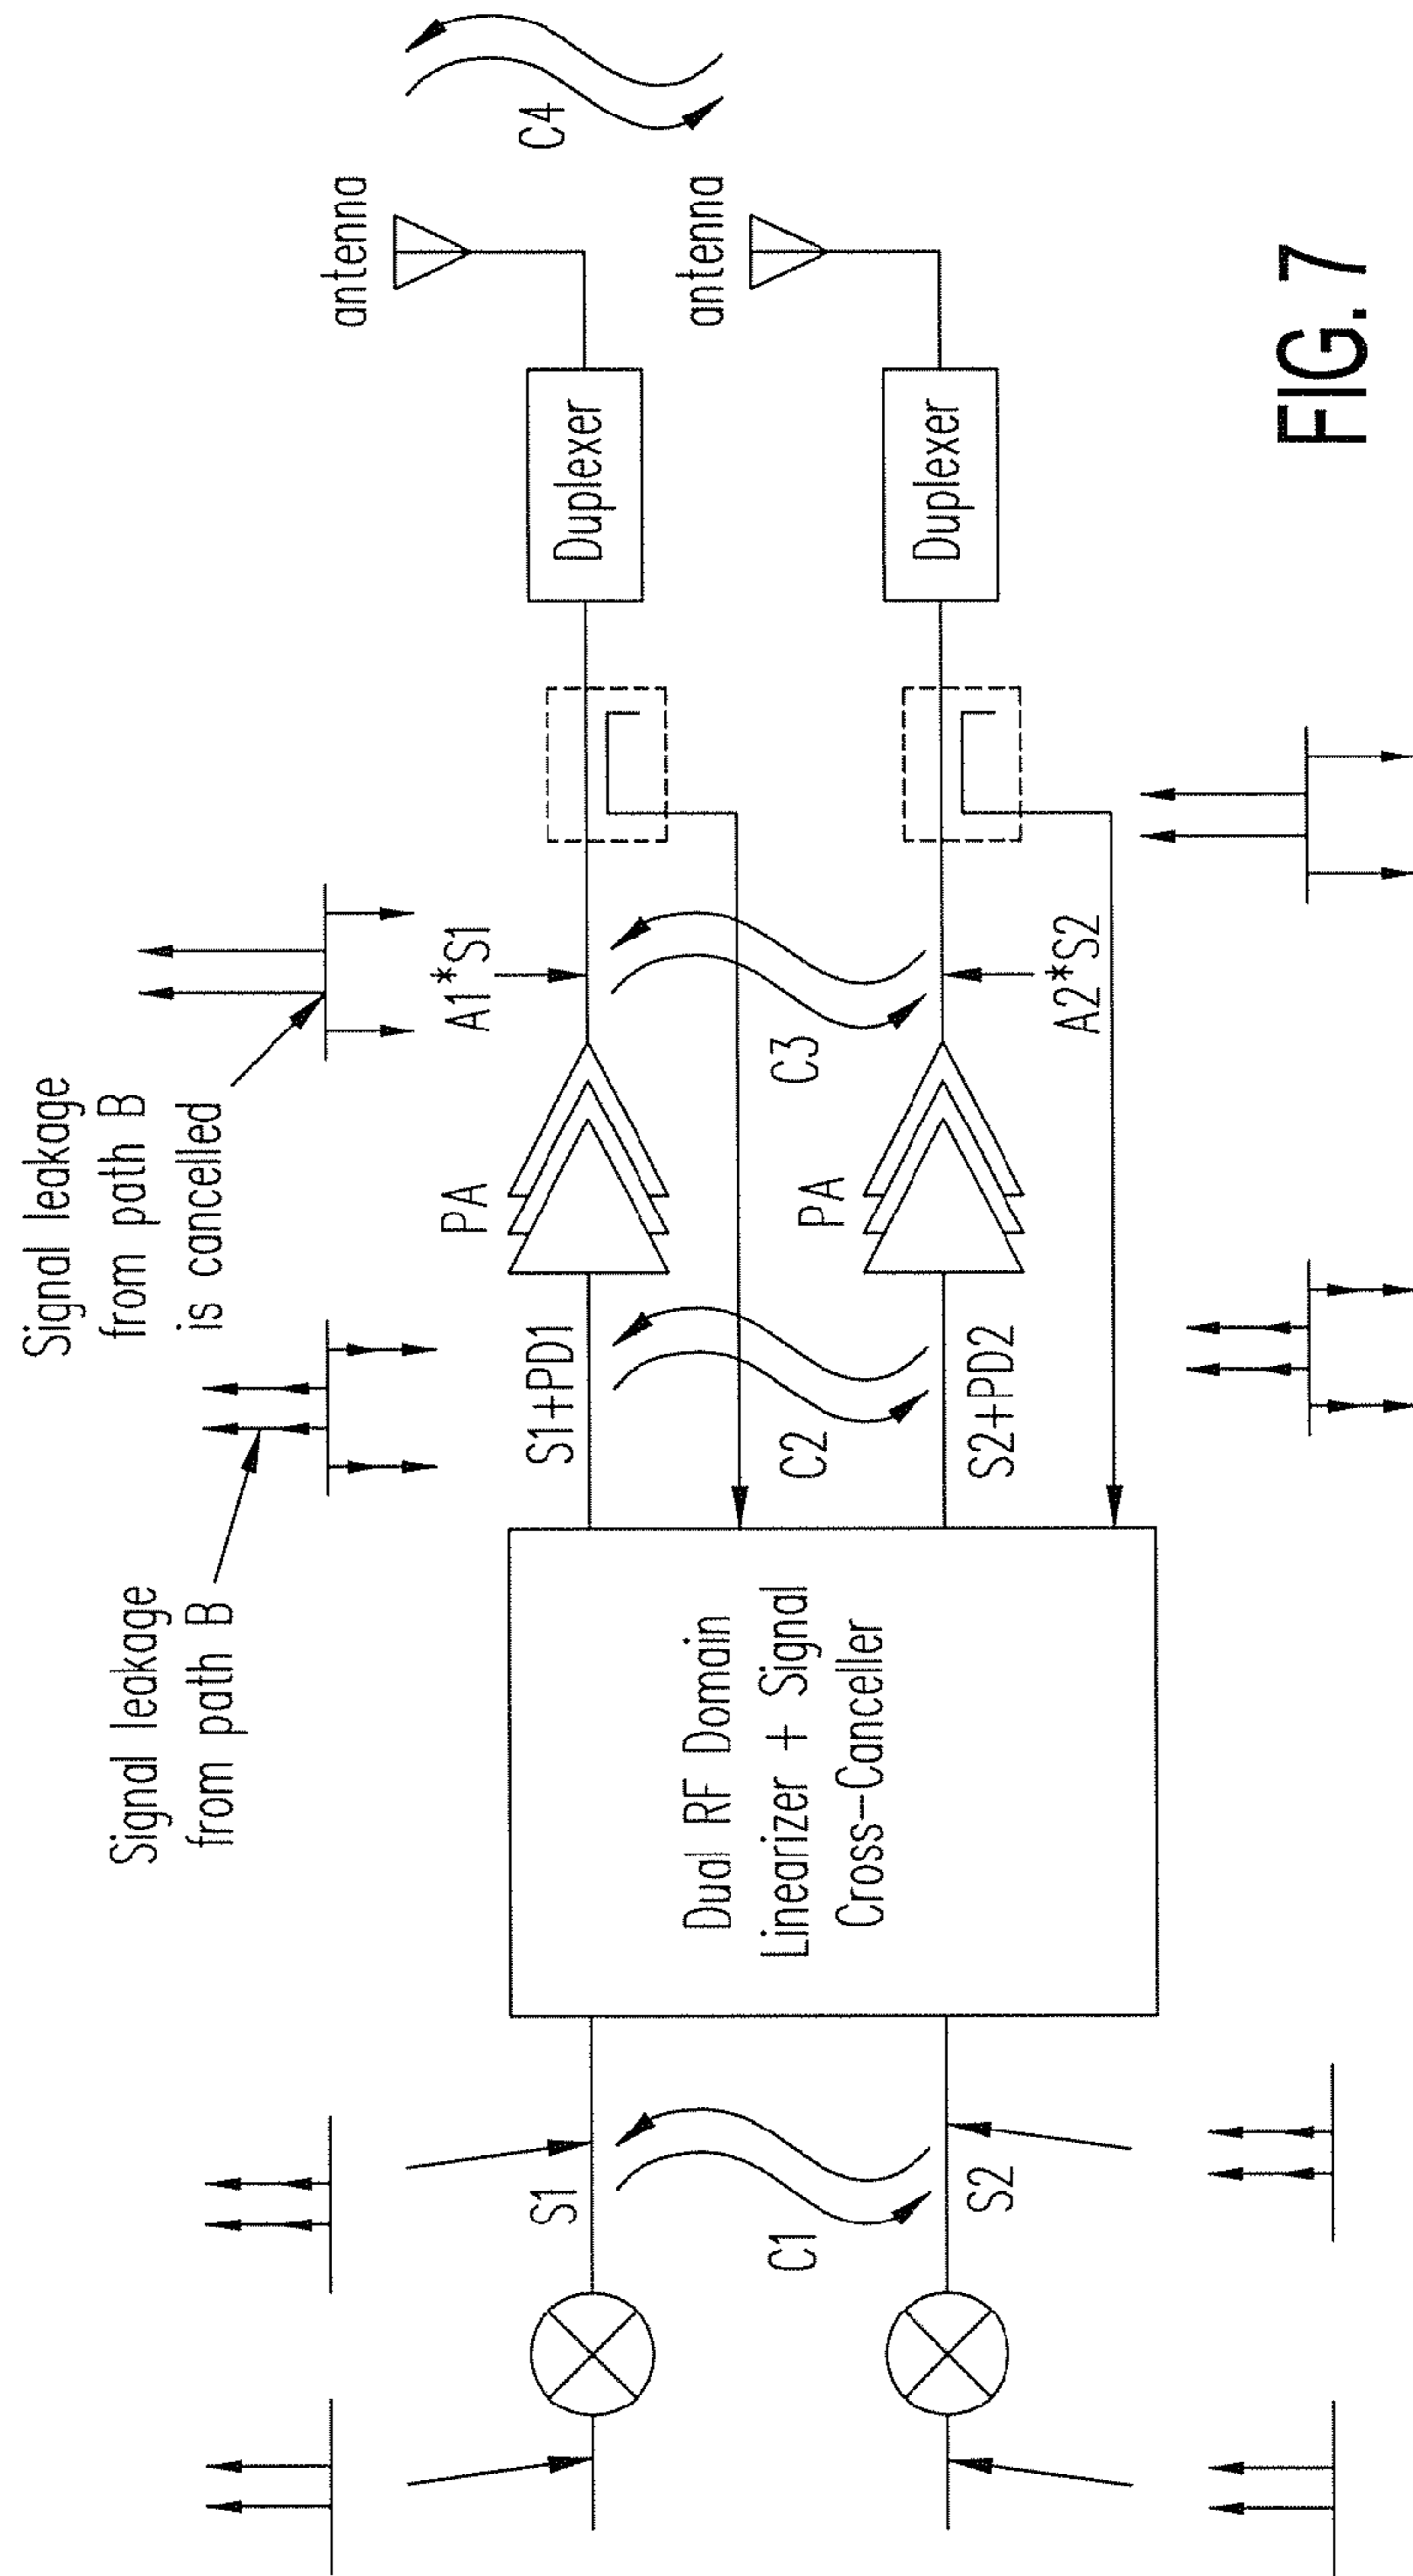 Signal leakage
from path B
Signal leakage
from path B
is cancelled
antenna
C4
S1
S1+PD1
PA
A1*S1
Duplexer
Dual RF Domain
Linearizer + Signal
Cross-Canceller
C1
C2
C3
antenna
S2
S2+PD2
PA
A2*S2
Duplexer
FIG. 7